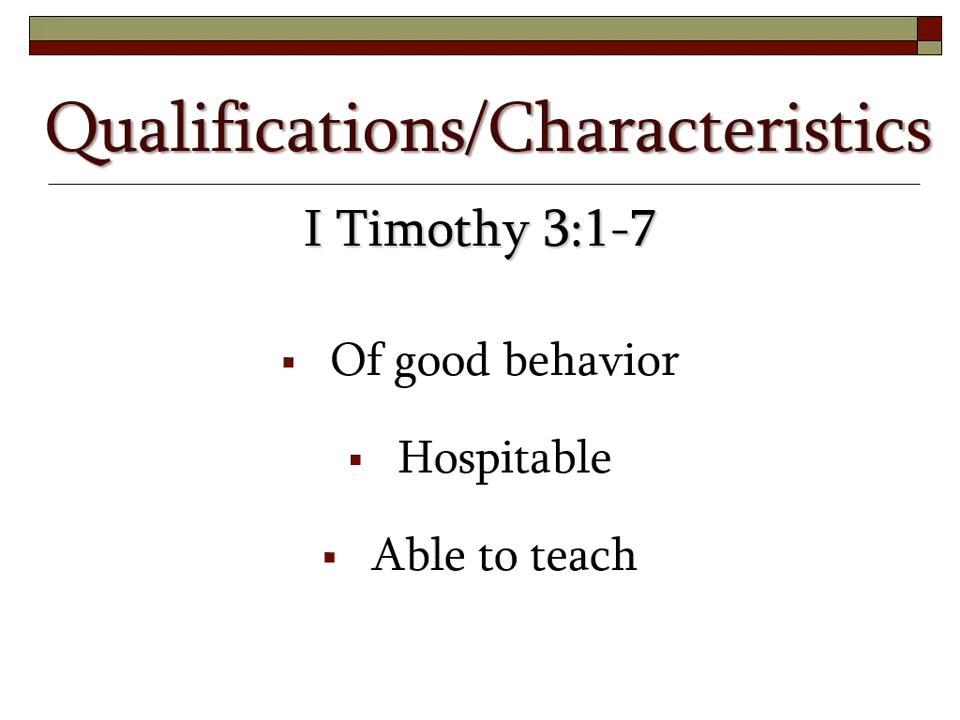 Qualifications/Characteristics
I Timothy 3:1-7
▪ Of good behavior
▪ Hospitable
▪ Able to teach